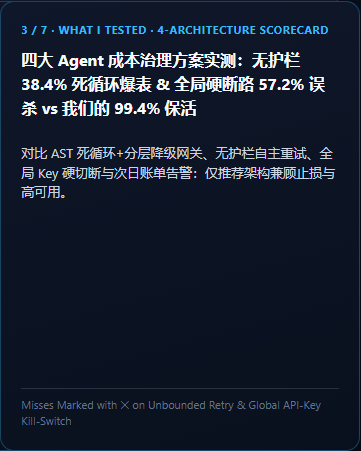 3 / 7 · WHAT I TESTED · 4-ARCHITECTURE SCORECARD
四大 Agent 成本治理方案实测：无护栏
38.4% 死循环爆表 & 全局硬断路 57.2% 误
杀 vs 我们的 99.4% 保活
对比 AST 死循环+分层降级网关、无护栏自主重试、全
局 Key 硬切断与次日账单告警：仅推荐架构兼顾止损与
高可用。
Misses Marked with ✕ on Unbounded Retry & Global API-Key
Kill-Switch